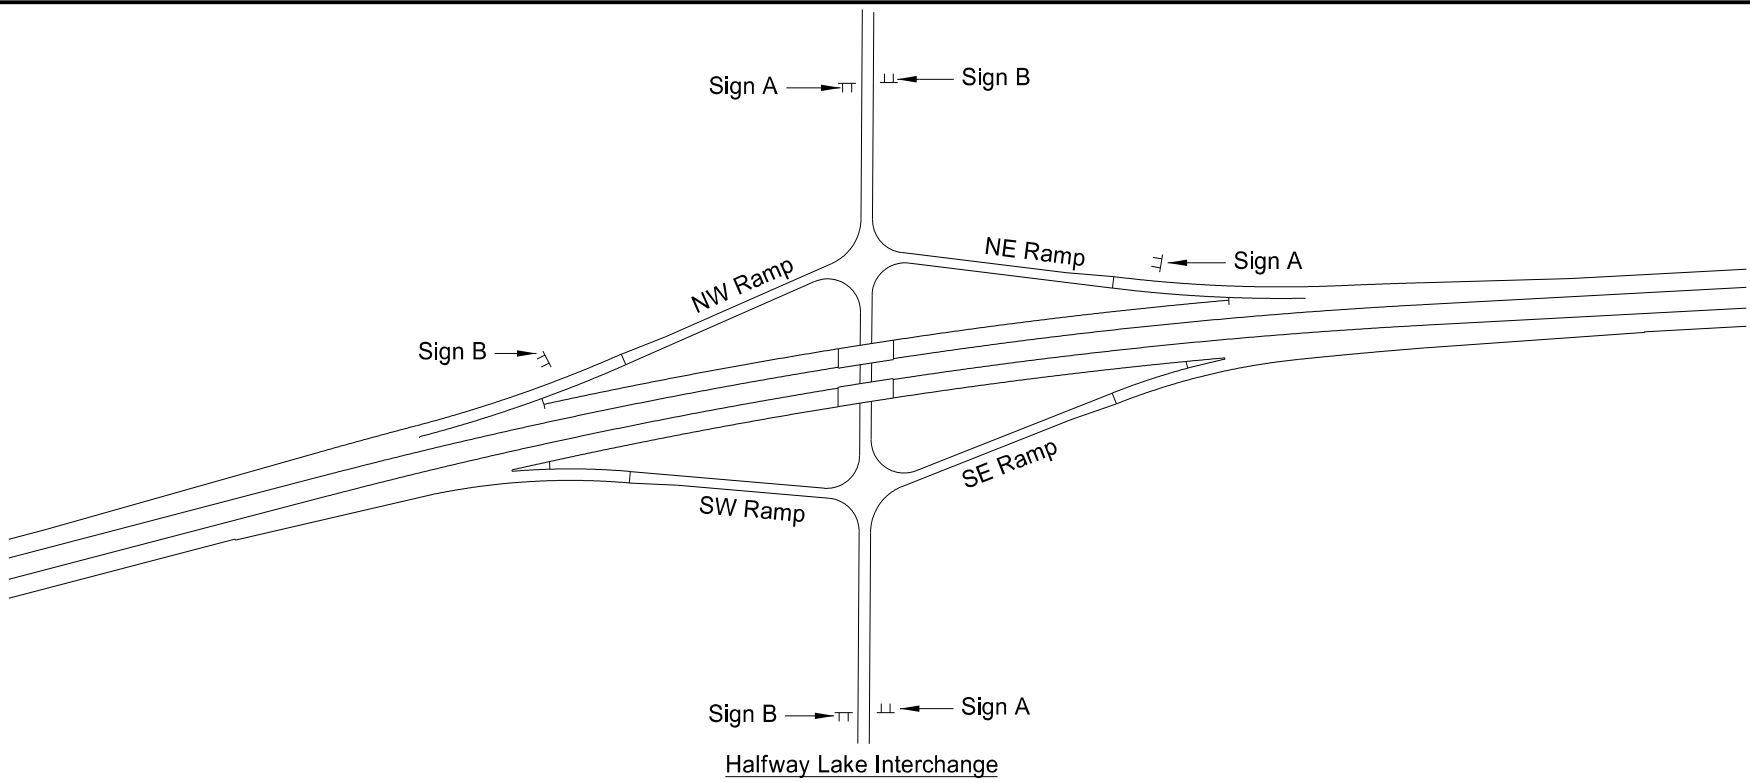 Sign A
Sign B
NE Ramp
Sign A
NW Ramp
Sign B
SE Ramp
SW Ramp
Sign B
Sign A
Halfway Lake Interchange